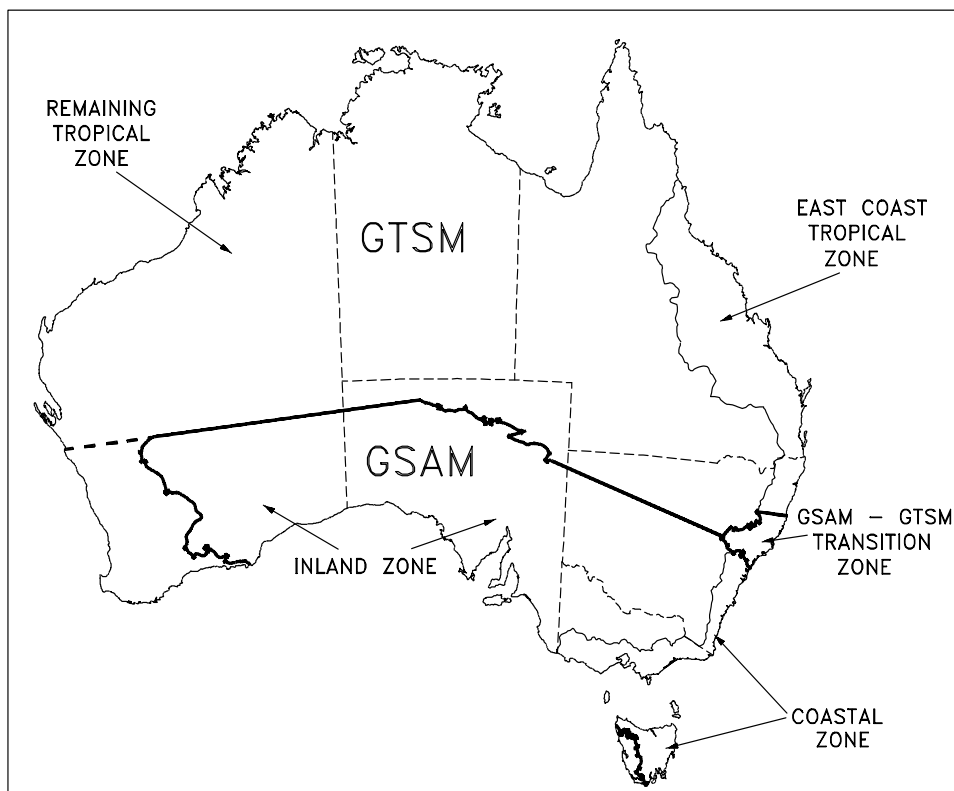 REMAINING
TROPICAL
ZONE
EAST COAST
TROPICAL
ZONE
GTSM
GSAM
GSAM – GTSM
TRANSITION
ZONE
INLAND ZONE
COASTAL
ZONE